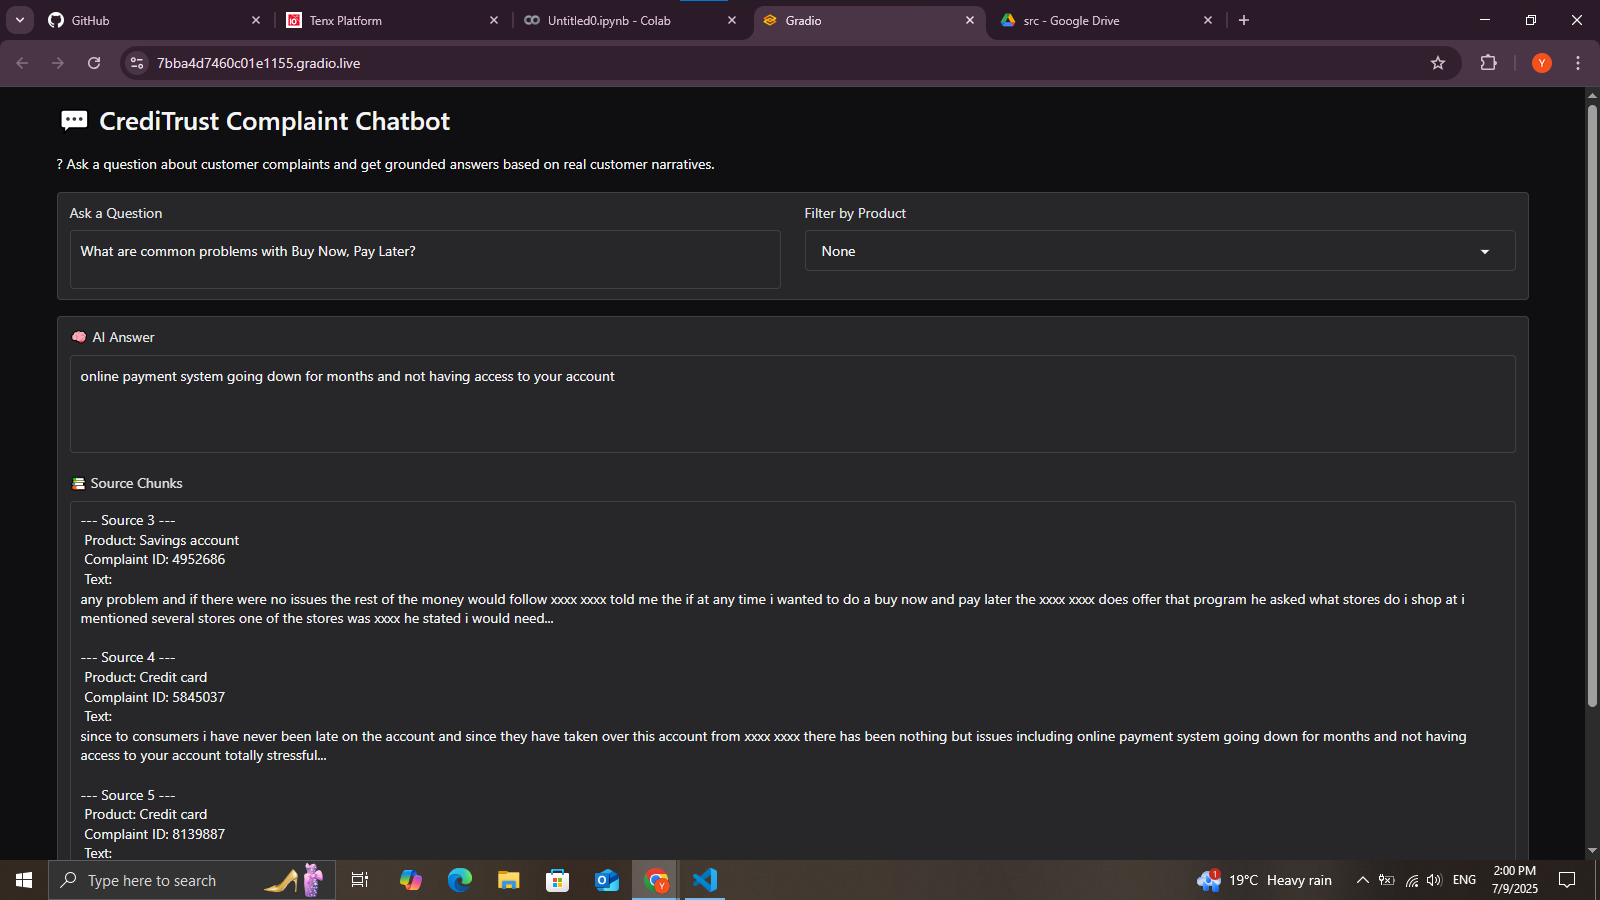 GitHub
Tenx Platform
Untitled0.ipynb - Colab
Gradio
src - Google Drive
7bba4d7460c01e1155.gradio.live
Y
CrediTrust Complaint Chatbot
? Ask a question about customer complaints and get grounded answers based on real customer narratives.
Ask a Question
Filter by Product
What are common problems with Buy Now, Pay Later?
None
AI Answer
online payment system going down for months and not having access to your account
Source Chunks
--- Source 3 ---
Product: Savings account
Complaint ID: 4952686
Text:
any problem and if there were no issues the rest of the money would follow xxxx xxxx told me the if at any time i wanted to do a buy now and pay later the xxxx xxxx does offer that program he asked what stores do i shop at i
mentioned several stores one of the stores was xxxx he stated i would need...
--- Source 4 ---
Product: Credit card
Complaint ID: 5845037
Text:
since to consumers i have never been late on the account and since they have taken over this account from xxxx xxxx there has been nothing but issues including online payment system going down for months and not having
access to your account totally stressful...
--- Source 5 ---
Product: Credit card
Complaint ID: 8139887
Text:
Type here to search
Y
1
19°C Heavy rain
ENG
2:00 PM
7/9/2025